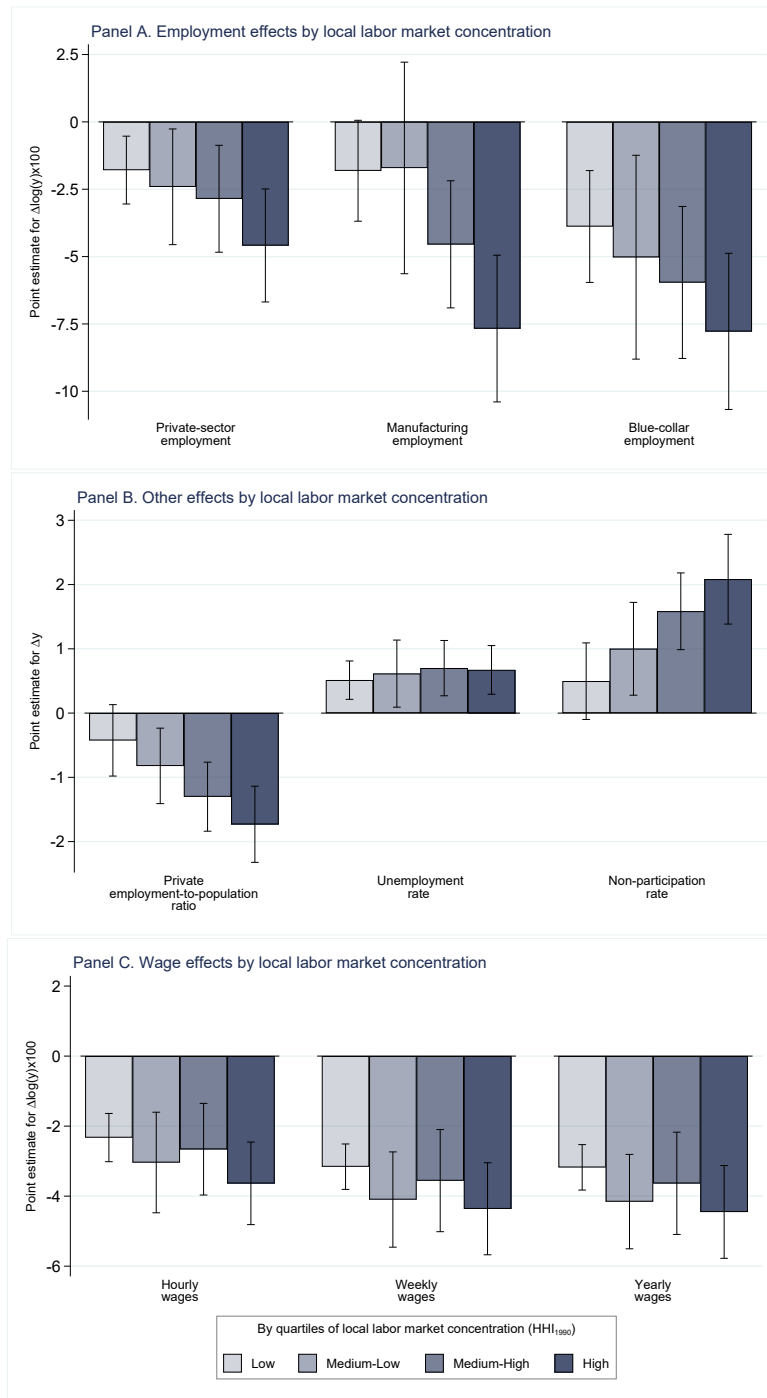 Panel A. Employment effects by local labor market concentration
Point estimate for Δlog(y)x100
2.5
0
-2.5
-5
-7.5
-10
Private-sector
employment
Manufacturing
employment
Blue-collar
employment
Panel B. Other effects by local labor market concentration
Point estimate for Δy
3
2
1
0
-1
-2
Private
employment-to-population
ratio
Unemployment
rate
Non-participation
rate
Panel C. Wage effects by local labor market concentration
Point estimate for Δlog(y)x100
2
0
-2
-4
-6
Hourly
wages
Weekly
wages
Yearly
wages
By quartiles of local labor market concentration (HHI₁₉₉₀)
Low Medium-Low Medium-High High